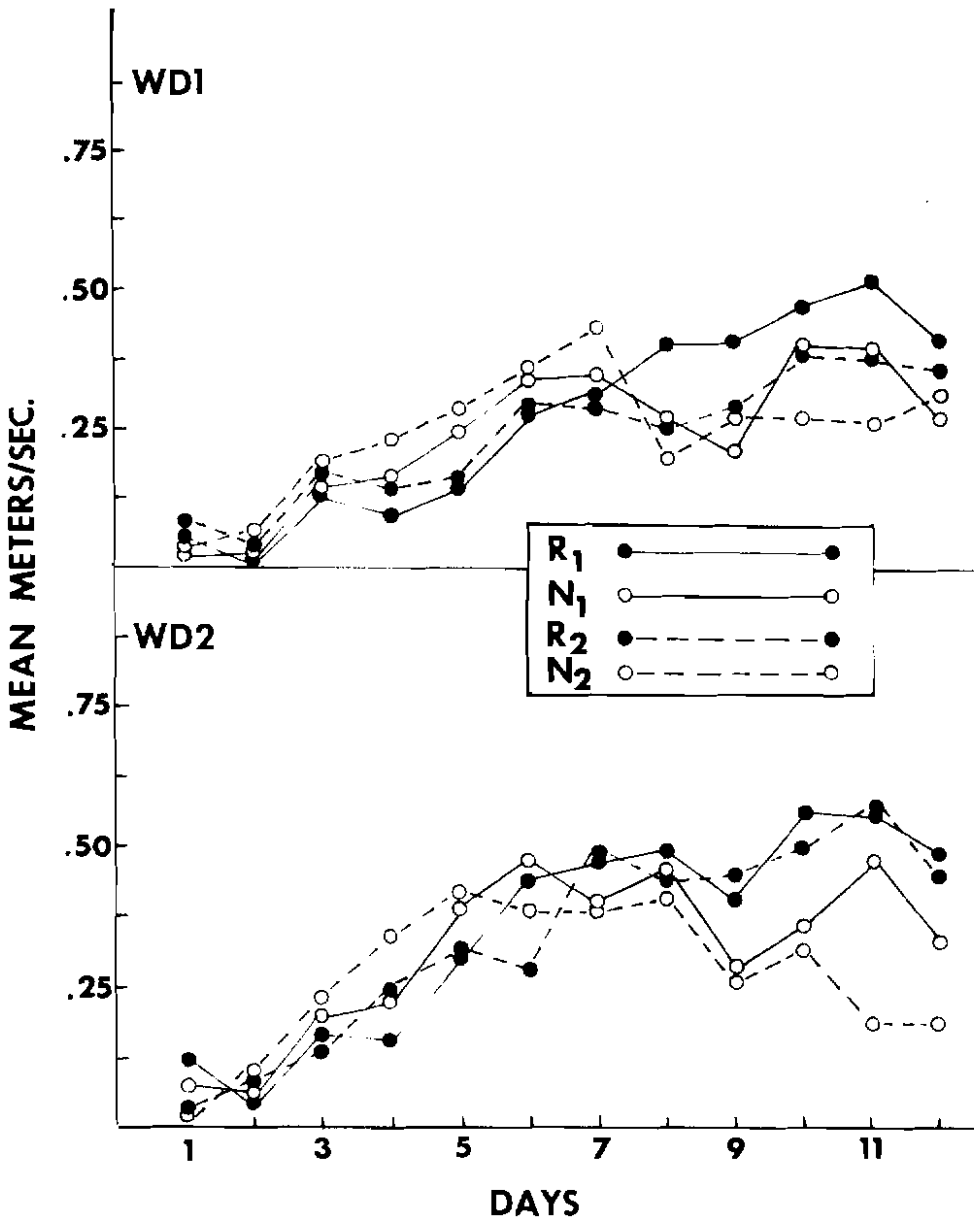 WD1
.75
.50
.25
MEAN METERS/SEC.
R1
N1
R2
N2
WD2
.75
.50
.25
1 3 5 7 9 11
DAYS